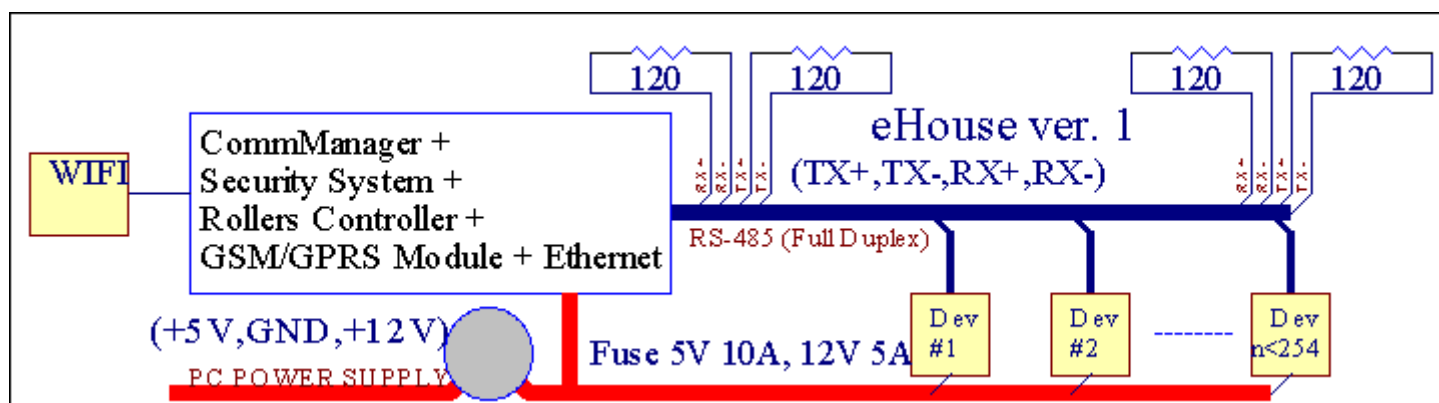 120
120
120
120
RX+
RX-
TX+
TX-
RX+
RX-
TX+
TX-
eHouse ver. 1
(TX+,TX-,RX+,RX-)
WIFI
CommManager +
Security System +
Rollers Controller +
GSM/GPRS Module + Ethernet
RS-485 (Full Duplex)
(+5V,GND,+12V)
PC POWER SUPPLY
Fuse 5V 10A, 12V 5A
Dev
#1
Dev
#2
--------
Dev
n<254